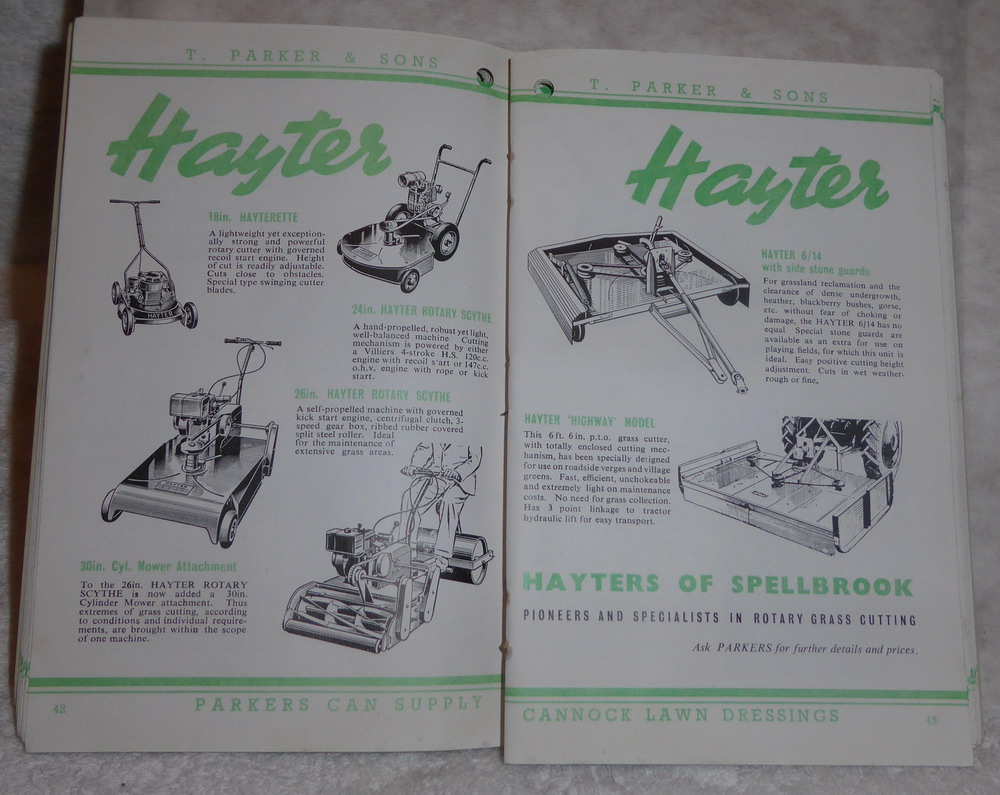 T. PARKER & SONS
Hayter
18in. HAYTERETTE
A lightweight yet exception-
ally strong and powerful
rotary cutter with governed
recoil start engine. Height
of cut is readily adjustable.
Cuts close to obstacles.
Special type swinging cutter
blades.
HAYTER
24in. HAYTER ROTARY SCYTHE
A hand-propelled, robust yet light,
well-balanced machine. Cutting
mechanism is powered by either
a Villiers 4-stroke H.S. 120c.c.
engine with recoil start or 147c.c.
o.h.v. engine with rope or kick
start.
26in. HAYTER ROTARY SCYTHE
A self-propelled machine with governed
kick start engine, centrifugal clutch, 3-
speed gear box, ribbed rubber covered
split steel roller. Ideal
for the maintenance of
extensive grass areas.
30in. Cyl. Mower Attachment
To the 26in. HAYTER ROTARY
SCYTHE is now added a 30in.
Cylinder Mower attachment. Thus
extremes of grass cutting, according
to conditions and individual require-
ments, are brought within the scope
of one machine.
42
PARKERS CAN SUPPLY
T. PARKER & SONS
Hayter
HAYTER 6/14
with side stone guards
For grassland reclamation and the
clearance of dense undergrowth,
heather, blackberry bushes, gorse,
etc. without fear of choking or
damage, the HAYTER 6/14 has no
equal Special stone guards are
available as an extra for use on
playing fields, for which this unit is
ideal. Easy positive cutting height
adjustment. Cuts in wet weather-
rough or fine.
HAYTER 'HIGHWAY' MODEL
This 6ft. 6in. p.t.o. grass cutter,
with totally enclosed cutting mec-
hanism, has been specially designed
for use on roadside verges and village
greens. Fast, efficient, unchokeable
and extremely light on maintenance
costs. No need for grass collection.
Has 3 point linkage to tractor
hydraulic lift for easy transport.
HAYTERS OF SPELLBROOK
PIONEERS AND SPECIALISTS IN ROTARY GRASS CUTTING
Ask PARKERS for further details and prices.
CANNOCK LAWN DRESSINGS
43